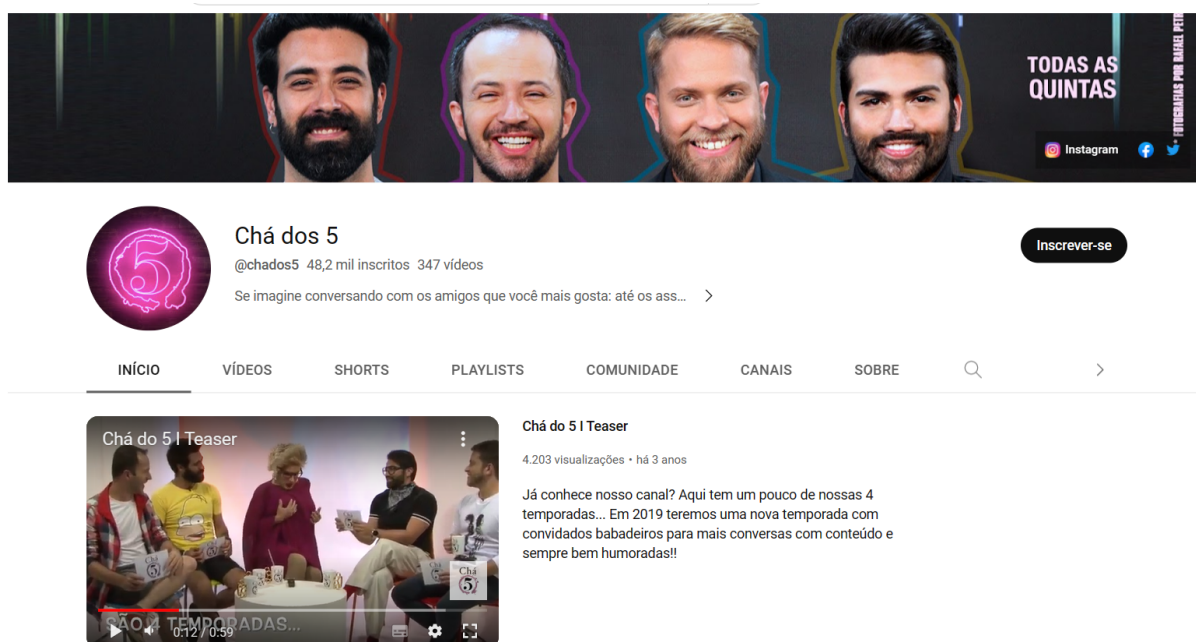 TODAS AS
QUINTAS
FOTOGRAFIAS POR RAFAEL
Instagram
5
Chá dos 5
Inscrever-se
@chados5 48,2 mil inscritos 347 vídeos
Se imagine conversando com os amigos que você mais gosta: até os ass...
INÍCIO VÍDEOS SHORTS PLAYLISTS COMUNIDADE CANAIS SOBRE
Chá do 5 I Teaser
Chá
5
SÃO 4 TEMPORADAS...
0:12 / 0:59
Chá do 5 I Teaser
4.203 visualizações • há 3 anos
Já conhece nosso canal? Aqui tem um pouco de nossas 4
temporadas... Em 2019 teremos uma nova temporada com
convidados babadeiros para mais conversas com conteúdo e
sempre bem humoradas!!